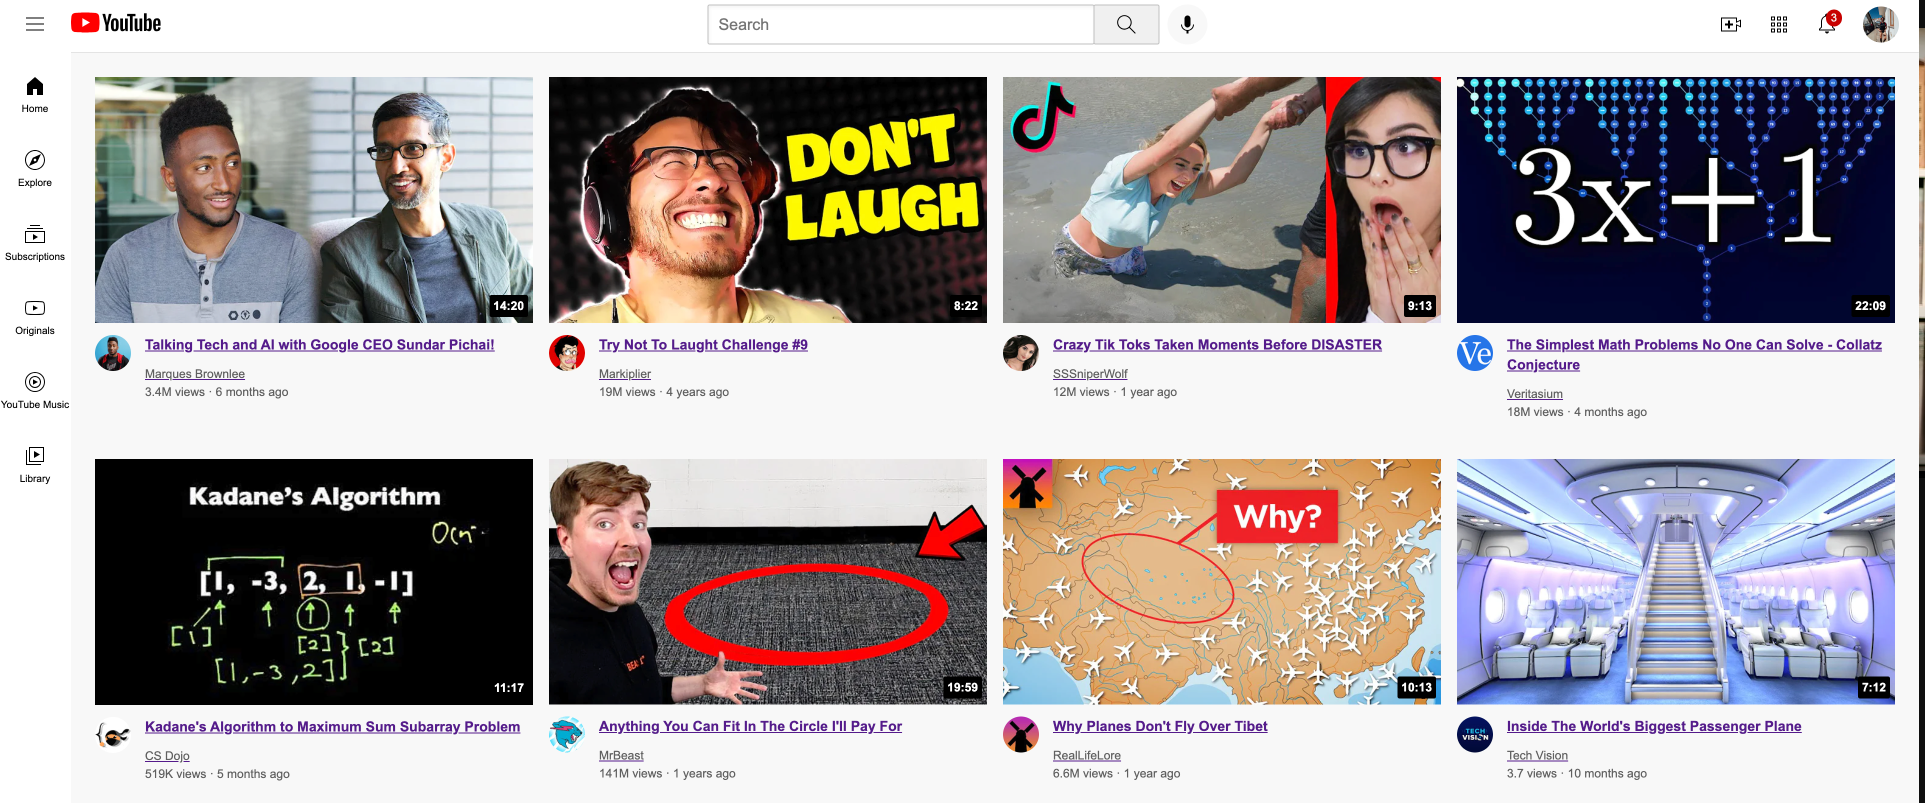 YouTube
Search
3
Home
Explore
Subscriptions
Originals
YouTube Music
Library
14:20
Talking Tech and AI with Google CEO Sundar Pichai!
Marques Brownlee
3.4M views · 6 months ago
DON'T
LAUGH
8:22
Try Not To Laught Challenge #9
Markiplier
19M views · 4 years ago
9:13
Crazy Tik Toks Taken Moments Before DISASTER
SSSniperWolf
12M views · 1 year ago
3x+1
22:09
Ve
The Simplest Math Problems No One Can Solve - Collatz
Conjecture
Veritasium
18M views · 4 months ago
Kadane's Algorithm
[1, -3, 2, 1, -1]
[1]
[2]
[2]
[1,-3,2]
11:17
Kadane's Algorithm to Maximum Sum Subarray Problem
CS Dojo
519K views · 5 months ago
19:59
Anything You Can Fit In The Circle I'll Pay For
MrBeast
141M views · 1 years ago
Why?
10:13
Why Planes Don't Fly Over Tibet
RealLifeLore
6.6M views · 1 year ago
7:12
TECH
VISION
Inside The World's Biggest Passenger Plane
Tech Vision
3.7 views · 10 months ago